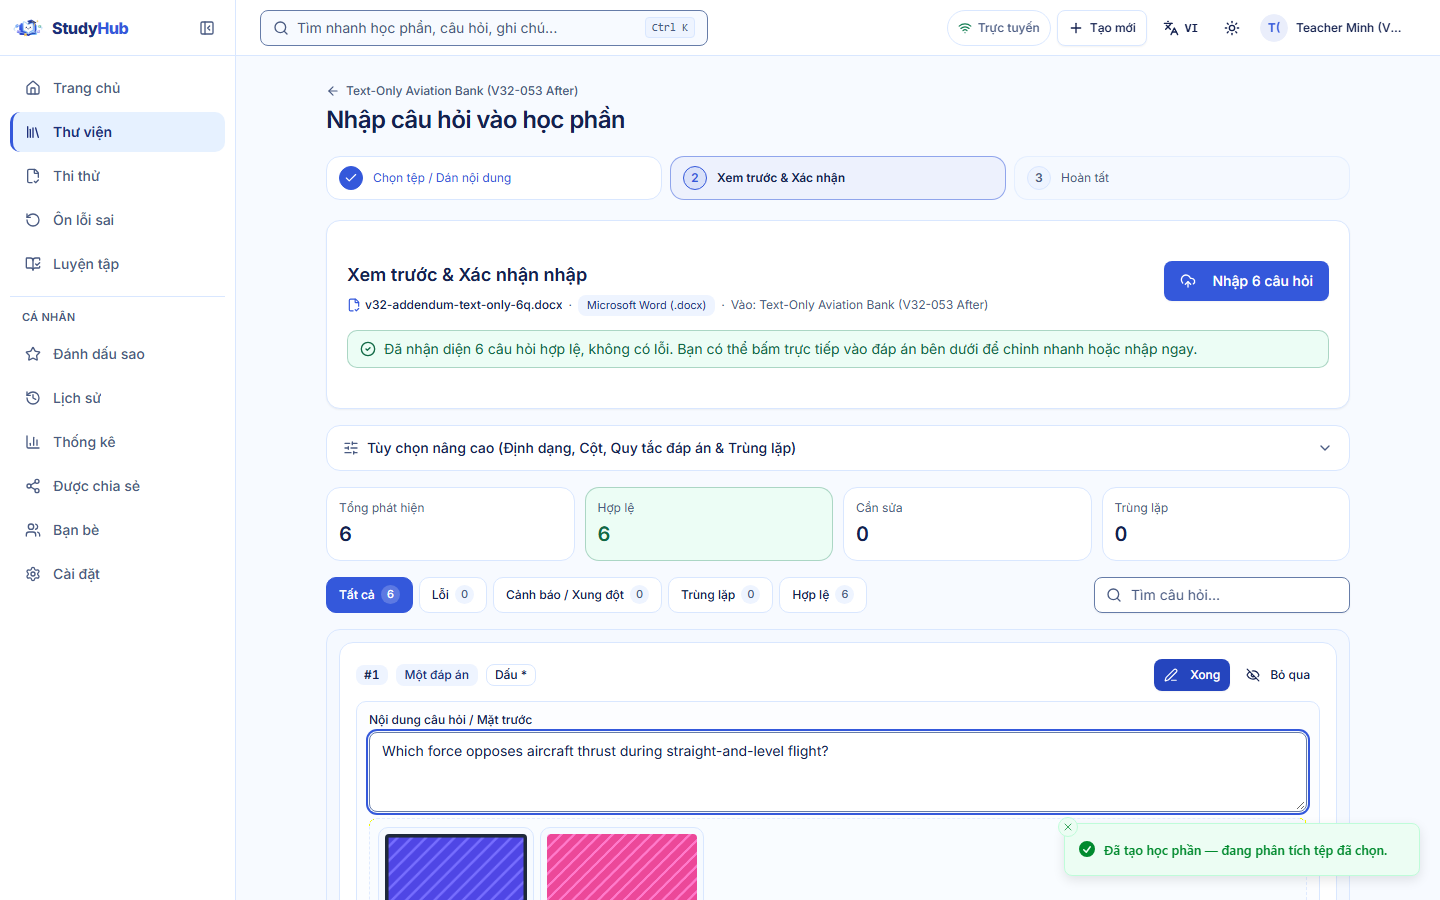 StudyHub
Tìm nhanh học phần, câu hỏi, ghi chú...
Ctrl K
Trực tuyến
Tạo mới
VI
T(
Teacher Minh (V...
Trang chủ
Thư viện
Thi thử
Ôn lỗi sai
Luyện tập
CÁ NHÂN
Đánh dấu sao
Lịch sử
Thống kê
Được chia sẻ
Bạn bè
Cài đặt
Text-Only Aviation Bank (V32-053 After)
Nhập câu hỏi vào học phần
Chọn tệp / Dán nội dung
2 Xem trước & Xác nhận
3 Hoàn tất
Xem trước & Xác nhận nhập
v32-addendum-text-only-6q.docx · Microsoft Word (.docx) · Vào: Text-Only Aviation Bank (V32-053 After)
Nhập 6 câu hỏi
Đã nhận diện 6 câu hỏi hợp lệ, không có lỗi. Bạn có thể bấm trực tiếp vào đáp án bên dưới để chỉnh nhanh hoặc nhập ngay.
Tùy chọn nâng cao (Định dạng, Cột, Quy tắc đáp án & Trùng lặp)
Tổng phát hiện
6
Hợp lệ
6
Cần sửa
0
Trùng lặp
0
Tất cả 6
Lỗi 0
Cảnh báo / Xung đột 0
Trùng lặp 0
Hợp lệ 6
Tìm câu hỏi...
#1
Một đáp án
Dấu *
Xong
Bỏ qua
Nội dung câu hỏi / Mặt trước
Which force opposes aircraft thrust during straight-and-level flight?
Đã tạo học phần — đang phân tích tệp đã chọn.